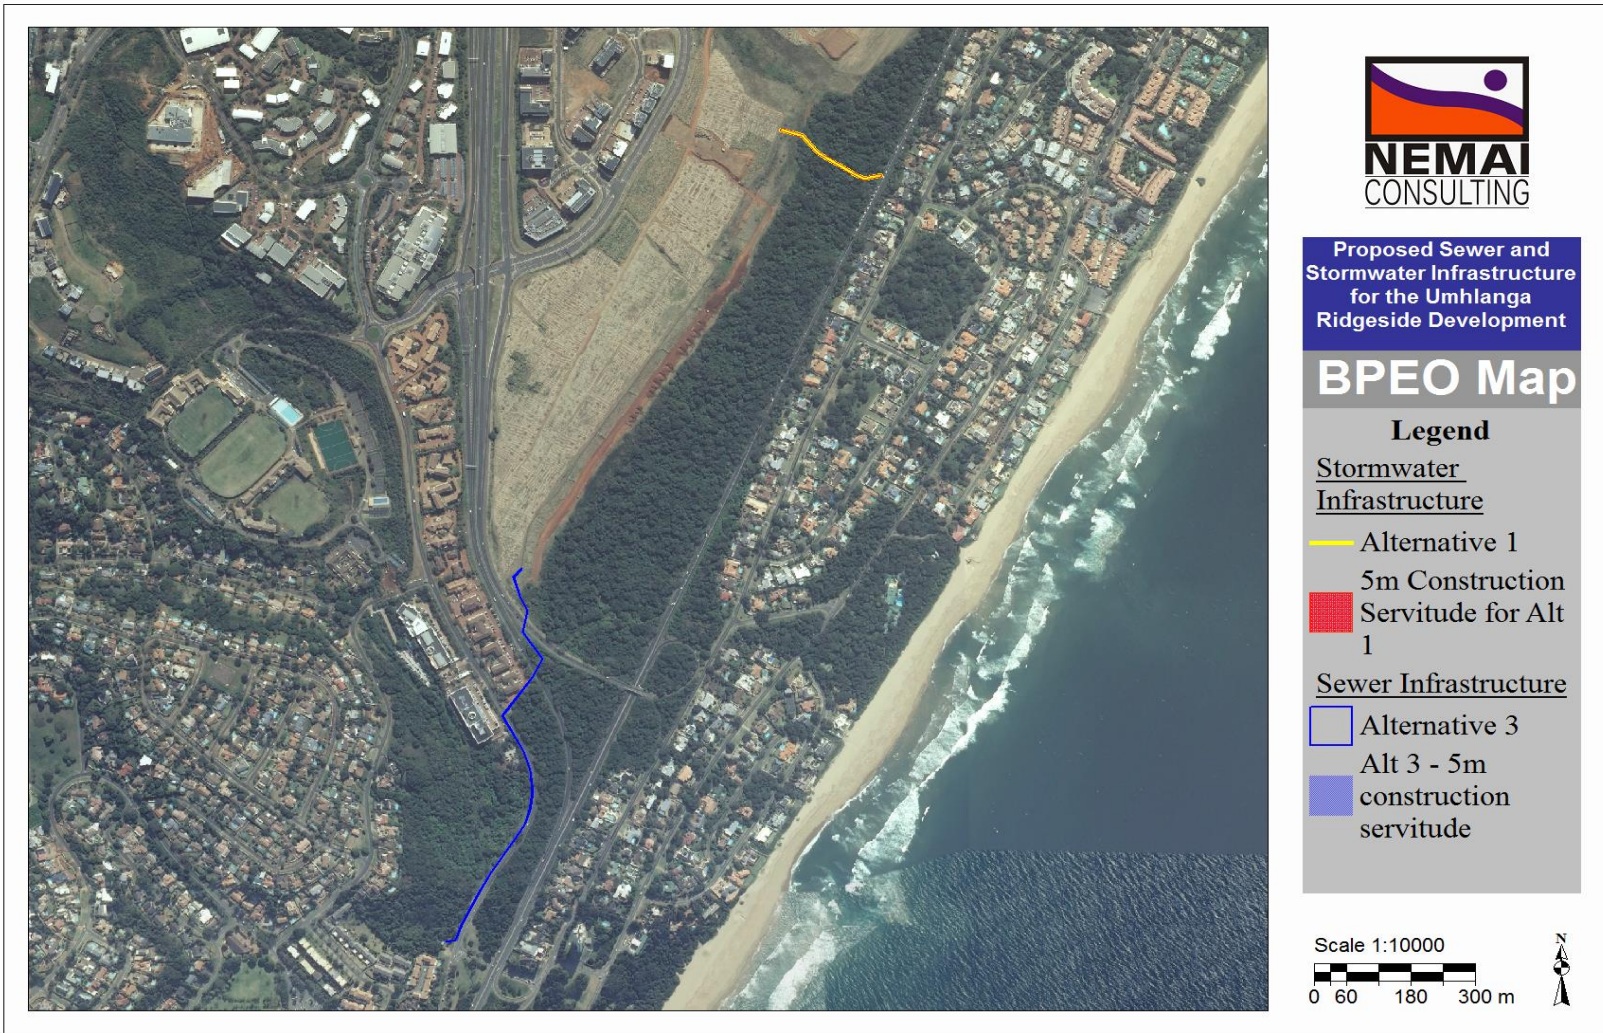 NEMAI
CONSULTING
Proposed Sewer and
Stormwater Infrastructure
for the Umhlanga
Ridgeside Development
BPEO Map
Legend
Stormwater
Infrastructure
Alternative 1
5m Construction
Servitude for Alt
1
Sewer Infrastructure
Alternative 3
Alt 3 - 5m
construction
servitude
Scale 1:10000
0 60 180 300 m
N